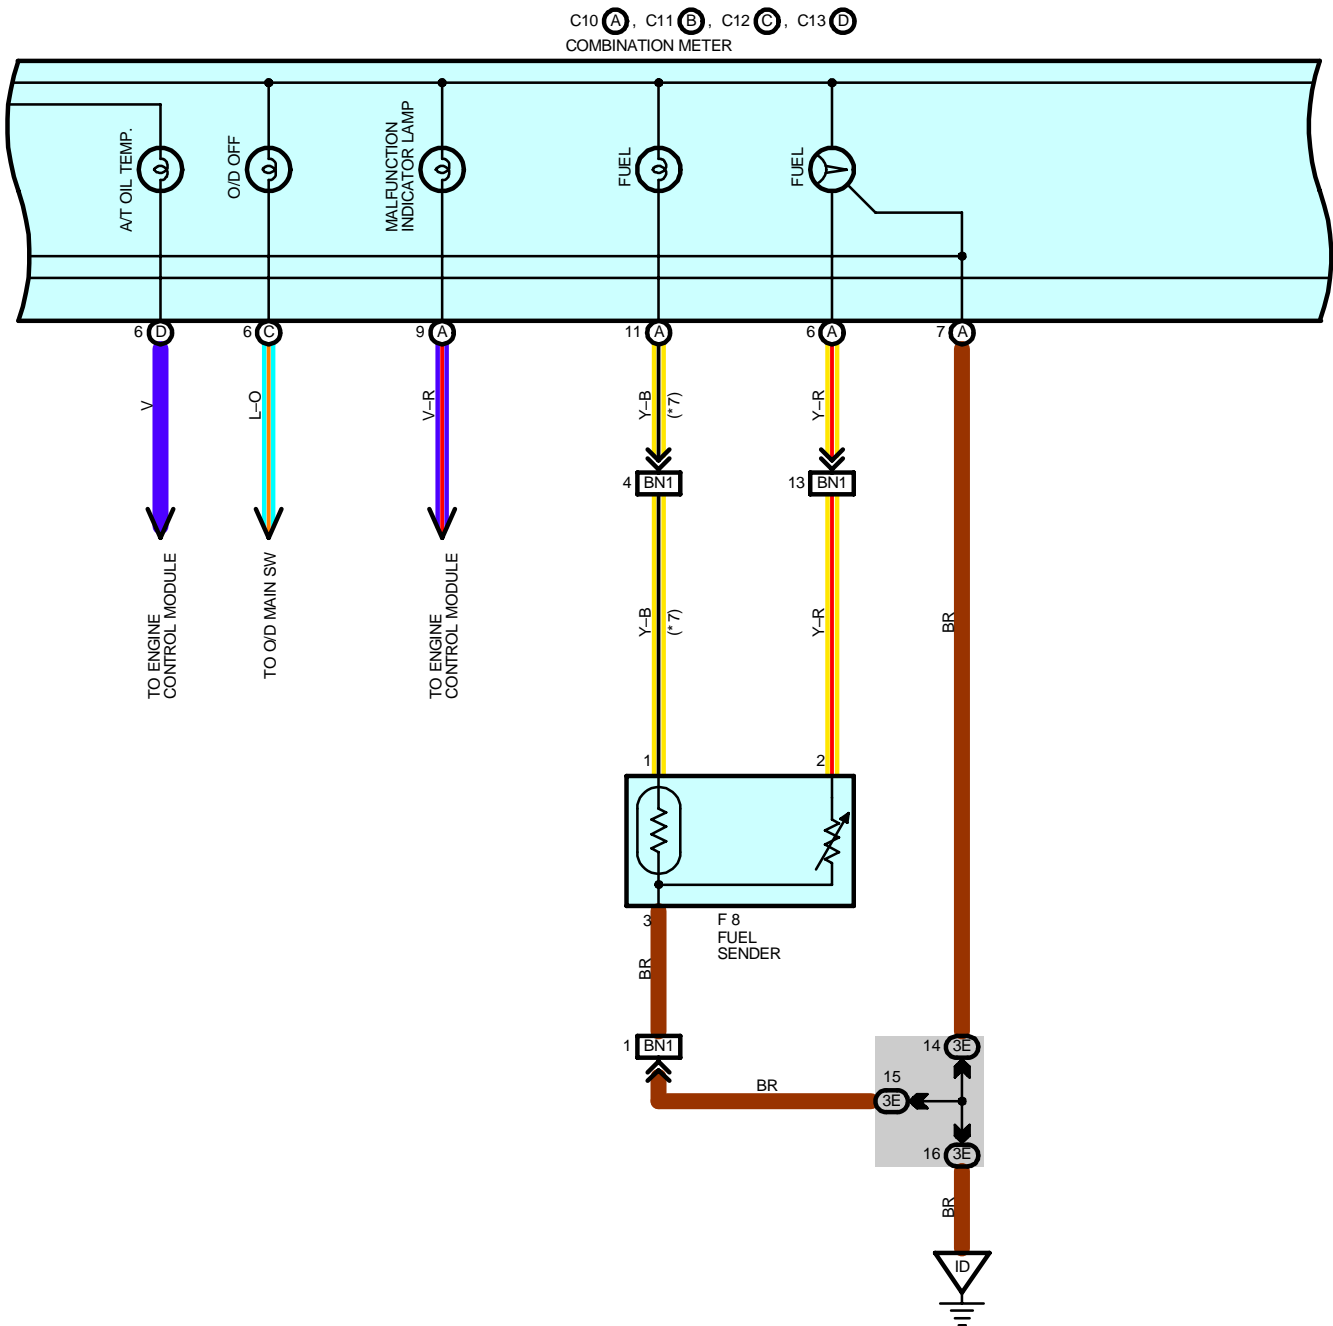 C10 A , C11 B , C12 C , C13 D
COMBINATION METER
A/T OIL TEMP.
O/D OFF
MALFUNCTION
INDICATOR LAMP
FUEL
FUEL
6 D
6 C
9 A
11 A
6 A
7 A
V
L–O
V–R
Y–B
(*7)
Y–R
4 BN1
13 BN1
TO ENGINE
CONTROL MODULE
TO O/D MAIN SW
TO ENGINE
CONTROL MODULE
Y–B
(*7)
Y–R
BR
1
2
3
F 8
FUEL
SENDER
BR
1 BN1
14 3E
15
3E
BR
16 3E
BR
ID